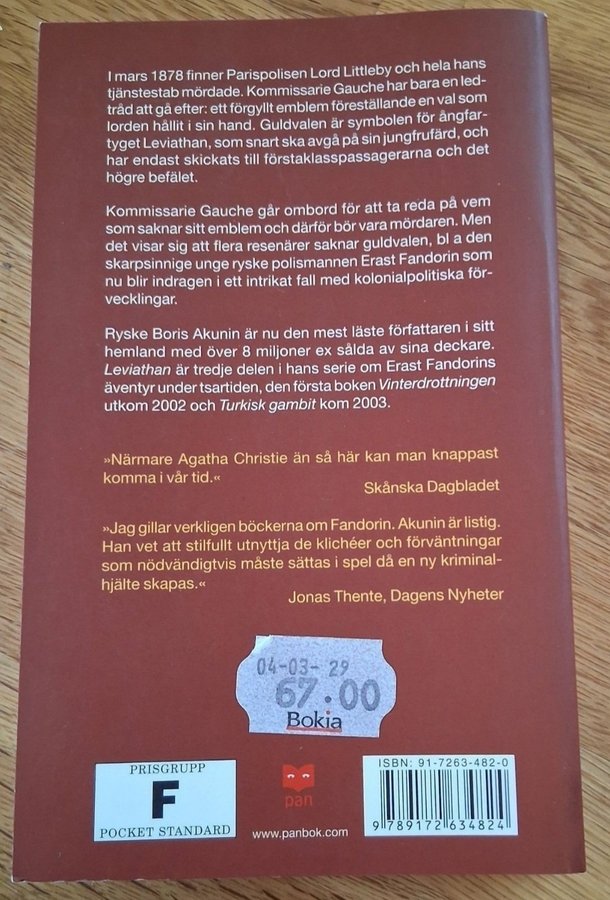 I mars 1878 finner Parispolisen Lord Littleby och hela hans
tjänstestab mördade. Kommissarie Gauche har bara en led-
tråd att gå efter: ett förgyllt emblem föreställande en val som
lorden hållit i sin hand. Guldvalen är symbolen för ångfar-
tyget Leviathan, som snart ska avgå på sin jungfrufärd, och
har endast skickats till förstaklasspassagerarna och det
högre befälet.
Kommissarie Gauche går ombord för att ta reda på vem
som saknar sitt emblem och därför bör vara mördaren. Men
det visar sig att flera resenärer saknar guldvalen, bl a den
skarpsinnige unge ryske polismannen Erast Fandorin som
nu blir indragen i ett intrikat fall med kolonialpolitiska för-
vecklingar.
Ryske Boris Akunin är nu den mest läste författaren i sitt
hemland med över 8 miljoner ex sålda av sina deckare.
Leviathan är tredje delen i hans serie om Erast Fandorins
äventyr under tsartiden, den första boken Vinterdrottningen
utkom 2002 och Turkisk gambit kom 2003.
»Närmare Agatha Christie än så här kan man knappast
komma i vår tid.«
Skånska Dagbladet
»Jag gillar verkligen böckerna om Fandorin. Akunin är listig.
Han vet att stilfullt utnyttja de klichéer och förväntningar
som nödvändigtvis måste sättas i spel då en ny kriminal-
hjälte skapas.«
Jonas Thente, Dagens Nyheter
04-03-29
67.00
Bokia
PRISGRUPP
F
POCKET STANDARD
pan
www.panbok.com
ISBN: 91-7263-482-0
9 789172 634824